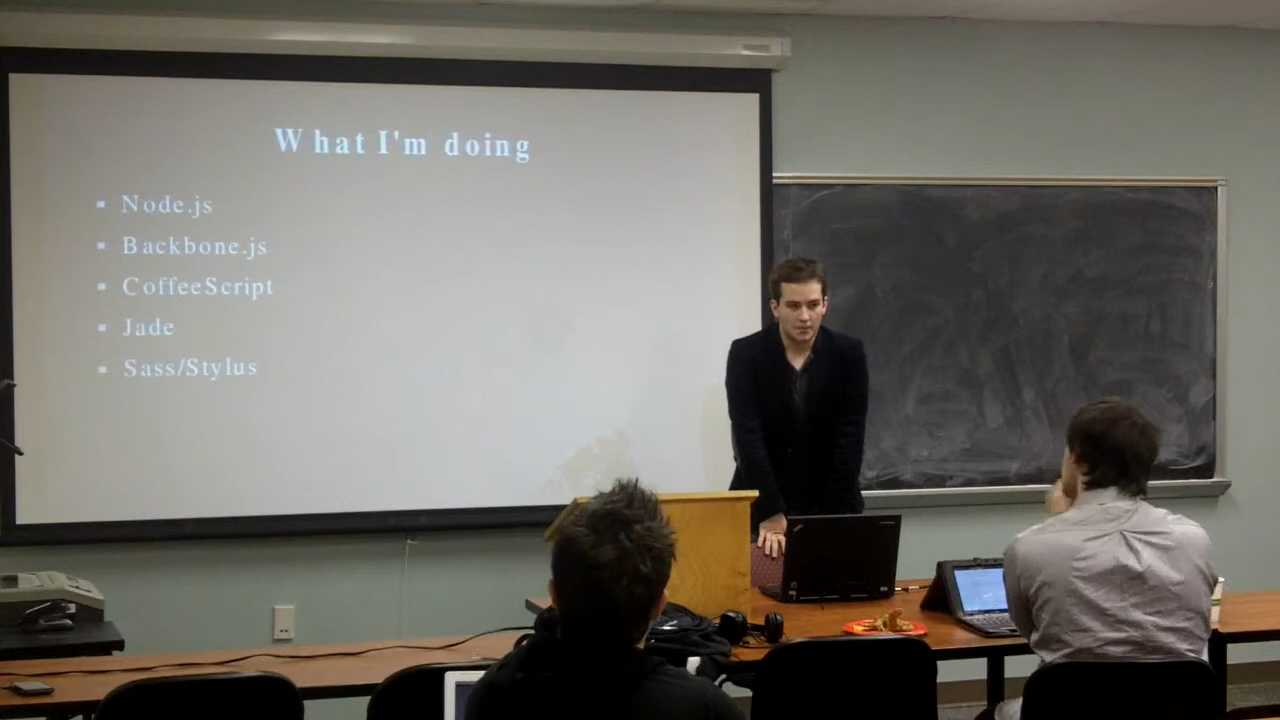 What I'm doing
Node.js
Backbone.js
CoffeeScript
Jade
Sass/Stylus